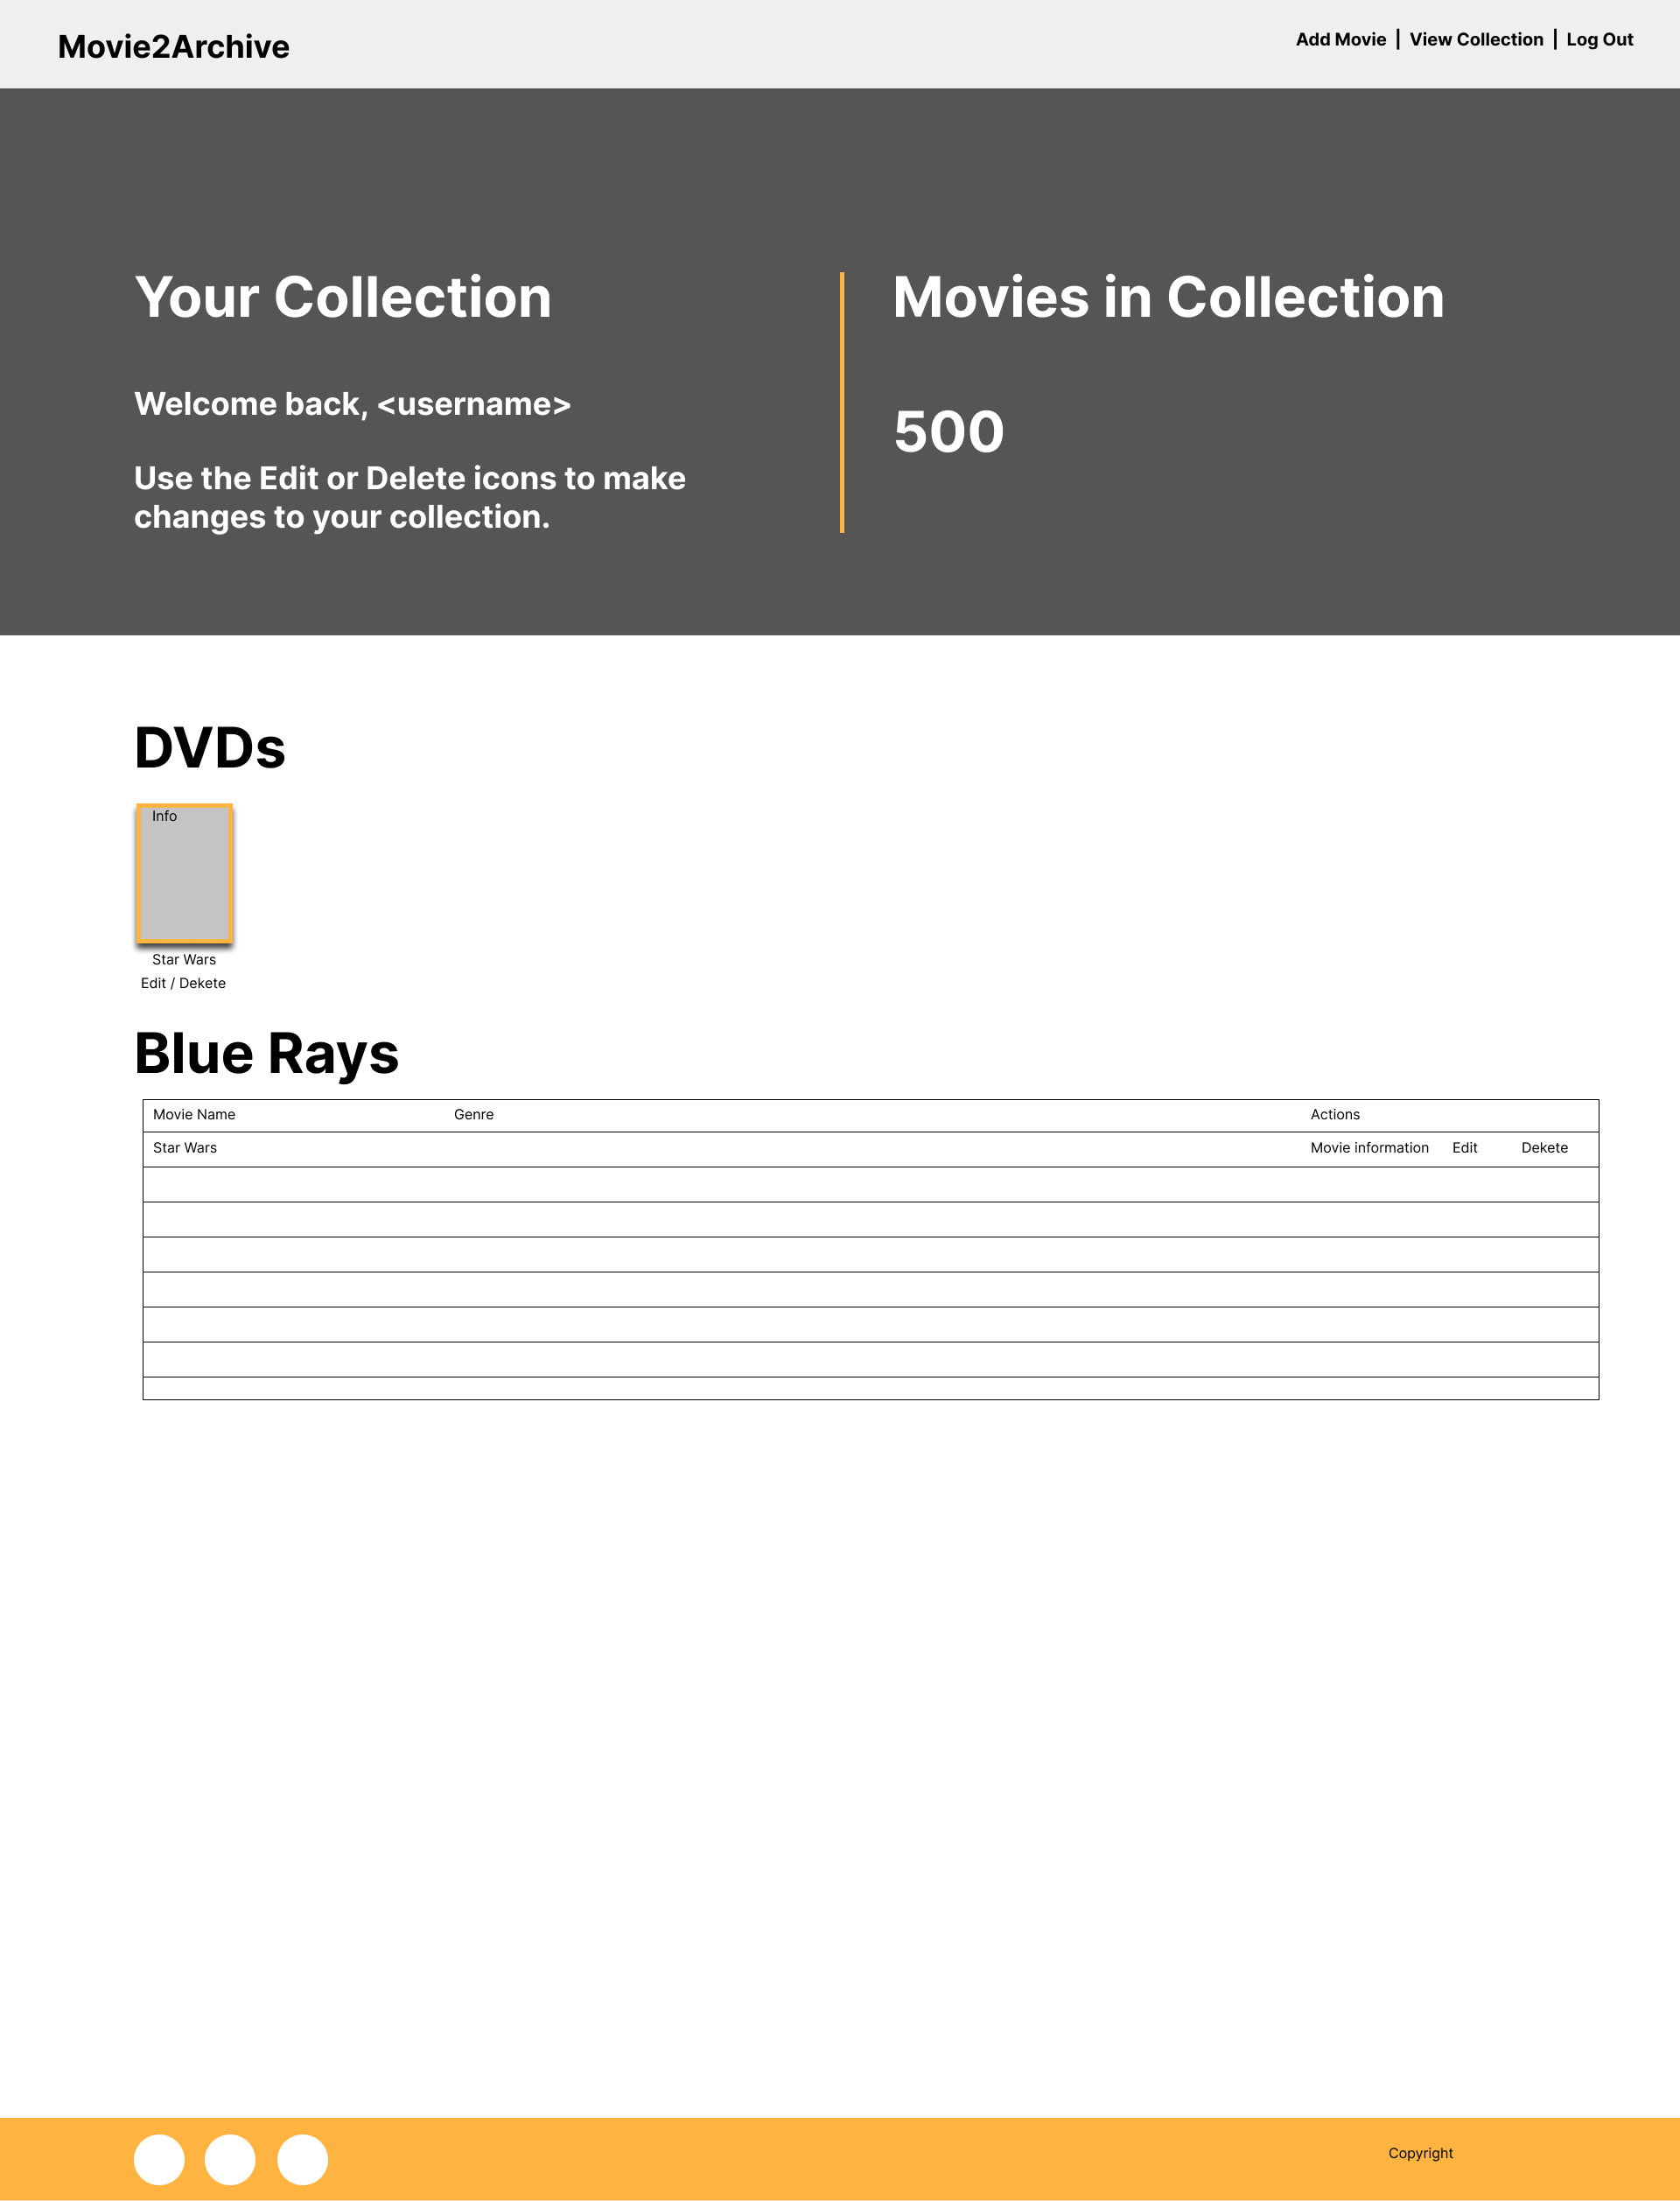 Movie2Archive
Add Movie | View Collection | Log Out
Your Collection
Welcome back, <username>
Use the Edit or Delete icons to make
changes to your collection.
Movies in Collection
500
DVDs
Info
Star Wars
Edit / Dekete
Blue Rays
Movie Name Genre Actions
Star Wars Movie information Edit Dekete
Copyright